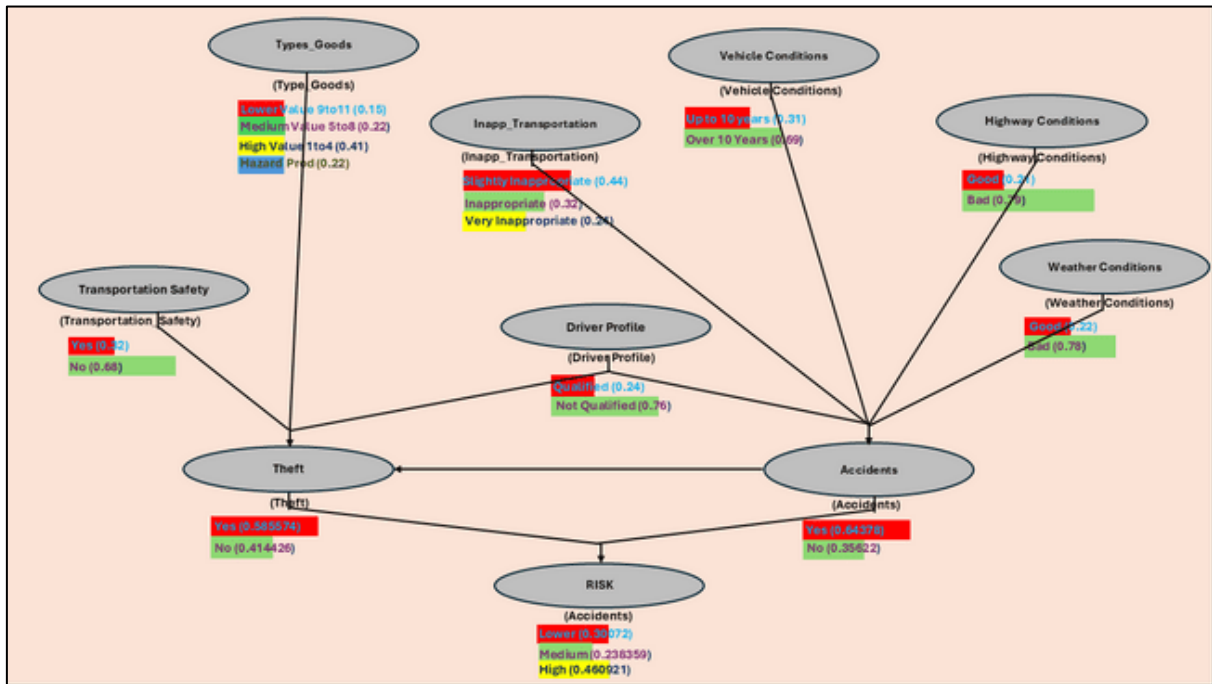 Types_Goods
(Type_Goods)
Lower Value 9to11 (0.15)
Medium Value 5to8 (0.22)
High Value 1to4 (0.41)
Hazard Prod (0.22)
Vehicle Conditions
(Vehicle Conditions)
Up to 10 years (0.31)
Over 10 Years (0.69)
Inapp_Transportation
(Inapp_Transportation)
Slightly Inappropriate (0.44)
Inappropriate (0.32)
Very Inappropriate (0.24)
Highway Conditions
(Highway Conditions)
Good (0.21)
Bad (0.79)
Weather Conditions
(Weather Conditions)
Good (0.22)
Bad (0.78)
Transportation Safety
(Transportation_Safety)
Yes (0.32)
No (0.68)
Driver Profile
(Driver Profile)
Qualified (0.24)
Not Qualified (0.76)
Theft
(Theft)
Yes (0.585574)
No (0.414426)
Accidents
(Accidents)
Yes (0.64378)
No (0.35622)
RISK
(Accidents)
Lower (0.30072)
Medium (0.238359)
High (0.460921)